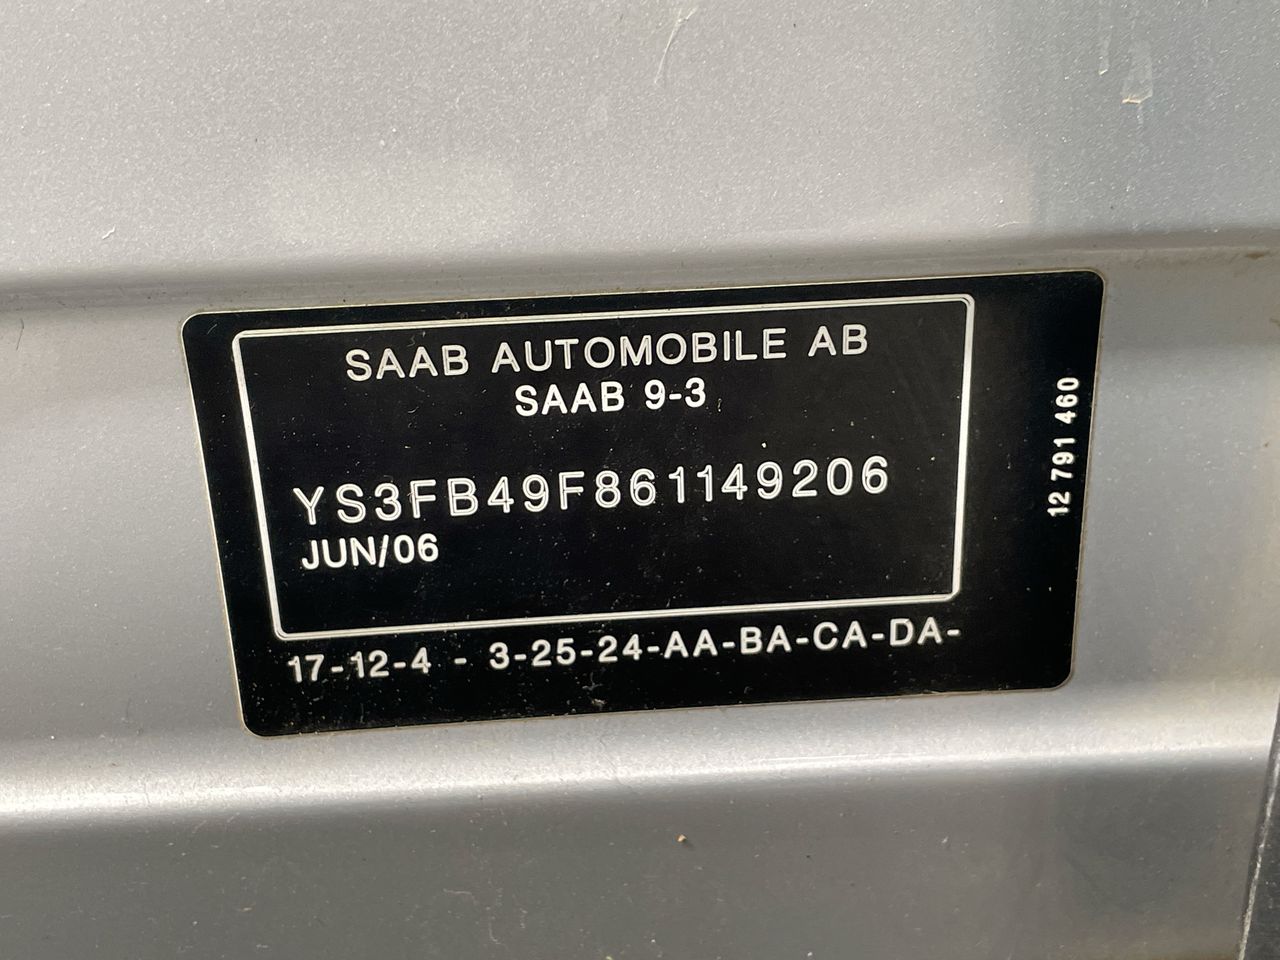 SAAB AUTOMOBILE AB
SAAB 9-3
YS3FB49F861149206
JUN/06
17-12-4 - 3-25-24-AA-BA-CA-DA-
12 791 460